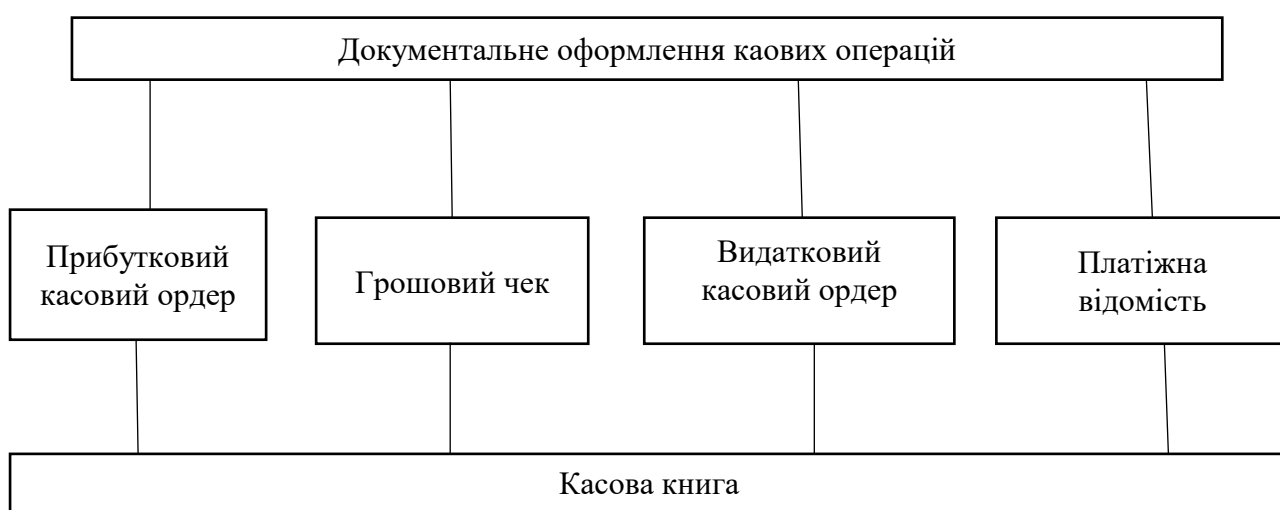 Документальне оформлення каових операцій
Прибутковий
касовий ордер
Грошовий чек
Видатковий
касовий ордер
Платіжна
відомість
Касова книга